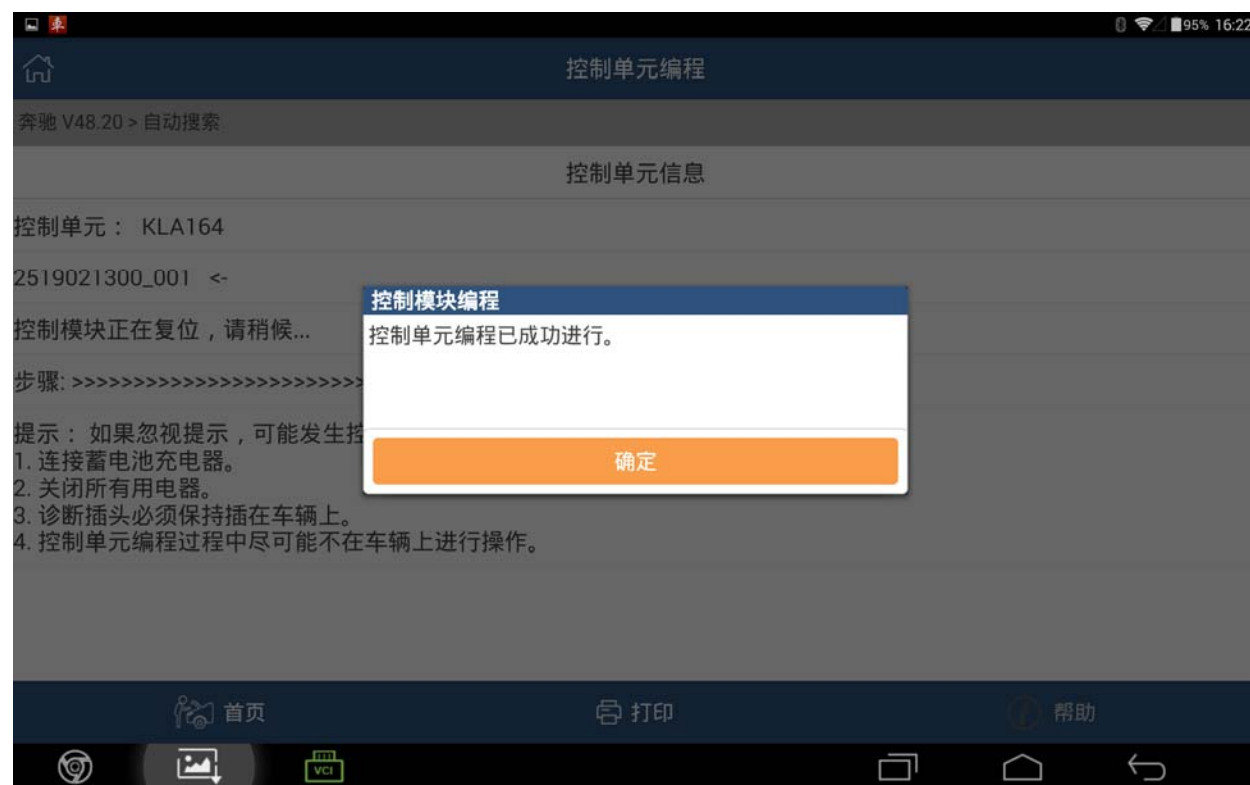 95% 16:22
控制单元编程
奔驰 V48.20 > 自动搜索
控制单元信息
控制单元： KLA164
2519021300_001 <-
控制模块正在复位，请稍候...
步骤: >>>>>>>>>>>>>>>>>>>>>>>>
提示： 如果忽视提示，可能发生控
1. 连接蓄电池充电器。
2. 关闭所有用电器。
3. 诊断插头必须保持插在车辆上。
4. 控制单元编程过程中尽可能不在车辆上进行操作。
控制模块编程
控制单元编程已成功进行。
确定
首页
打印
帮助
VCI